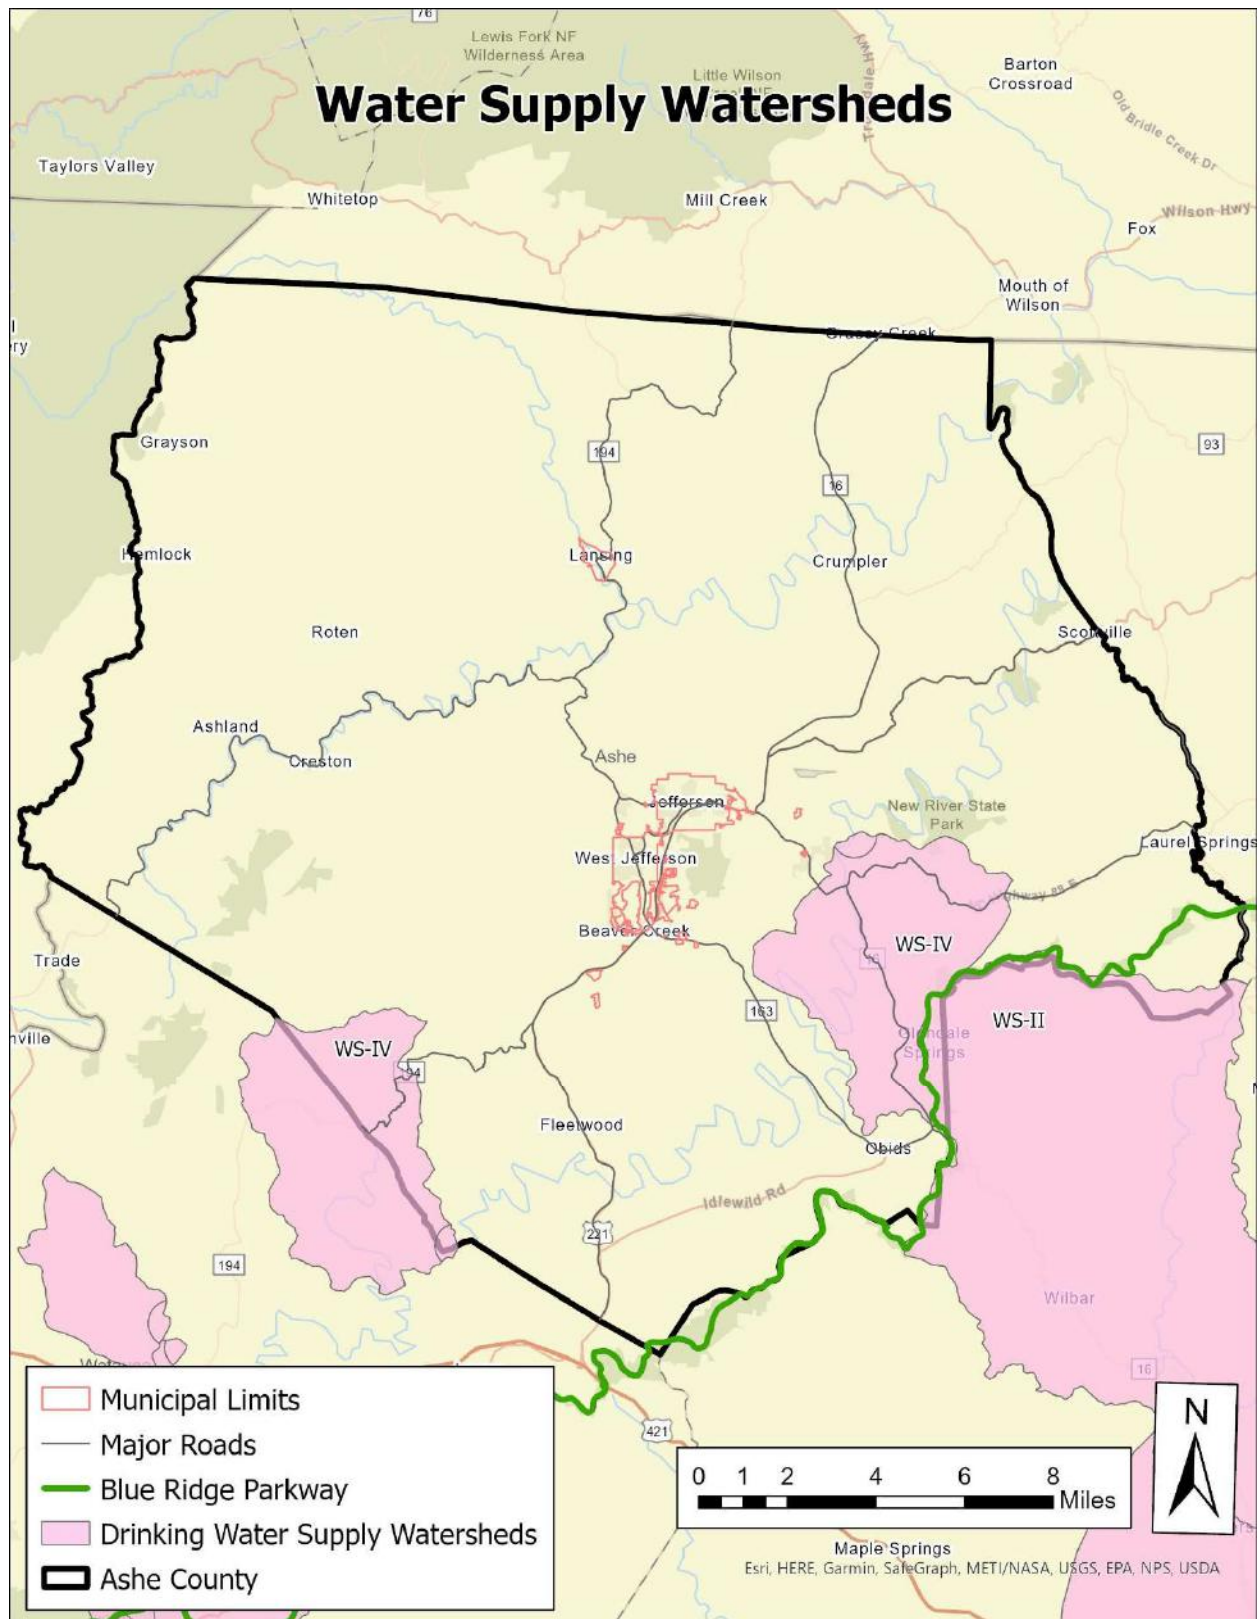 76
Lewis Fork NF
Wilderness Area
Little Wilson
Barton
Crossroad
Water Supply Watersheds
Old Bridle Creek Dr
Taylors Valley
Whitetop
Mill Creek
Wilson Hwy
Fox
Mouth of
Wilson
Grassy Creek
Grayson
194
93
16
Hemlock
Lansing
Crumpler
Roten
Scottville
Ashland
Creston
Ashe
Jefferson
New River State
Park
West Jefferson
Laurel Springs
Highway 88 E
Beaver Creek
WS-IV
16
Trade
163
WS-II
Glendale
Springs
WS-IV
194
Fleetwood
Obids
Idlewild Rd
221
194
Wilbar
16
421
Municipal Limits
Major Roads
Blue Ridge Parkway
Drinking Water Supply Watersheds
Ashe County
N
0 1 2 4 6 8
Miles
Maple Springs
Esri, HERE, Garmin, SafeGraph, METI/NASA, USGS, EPA, NPS, USDA